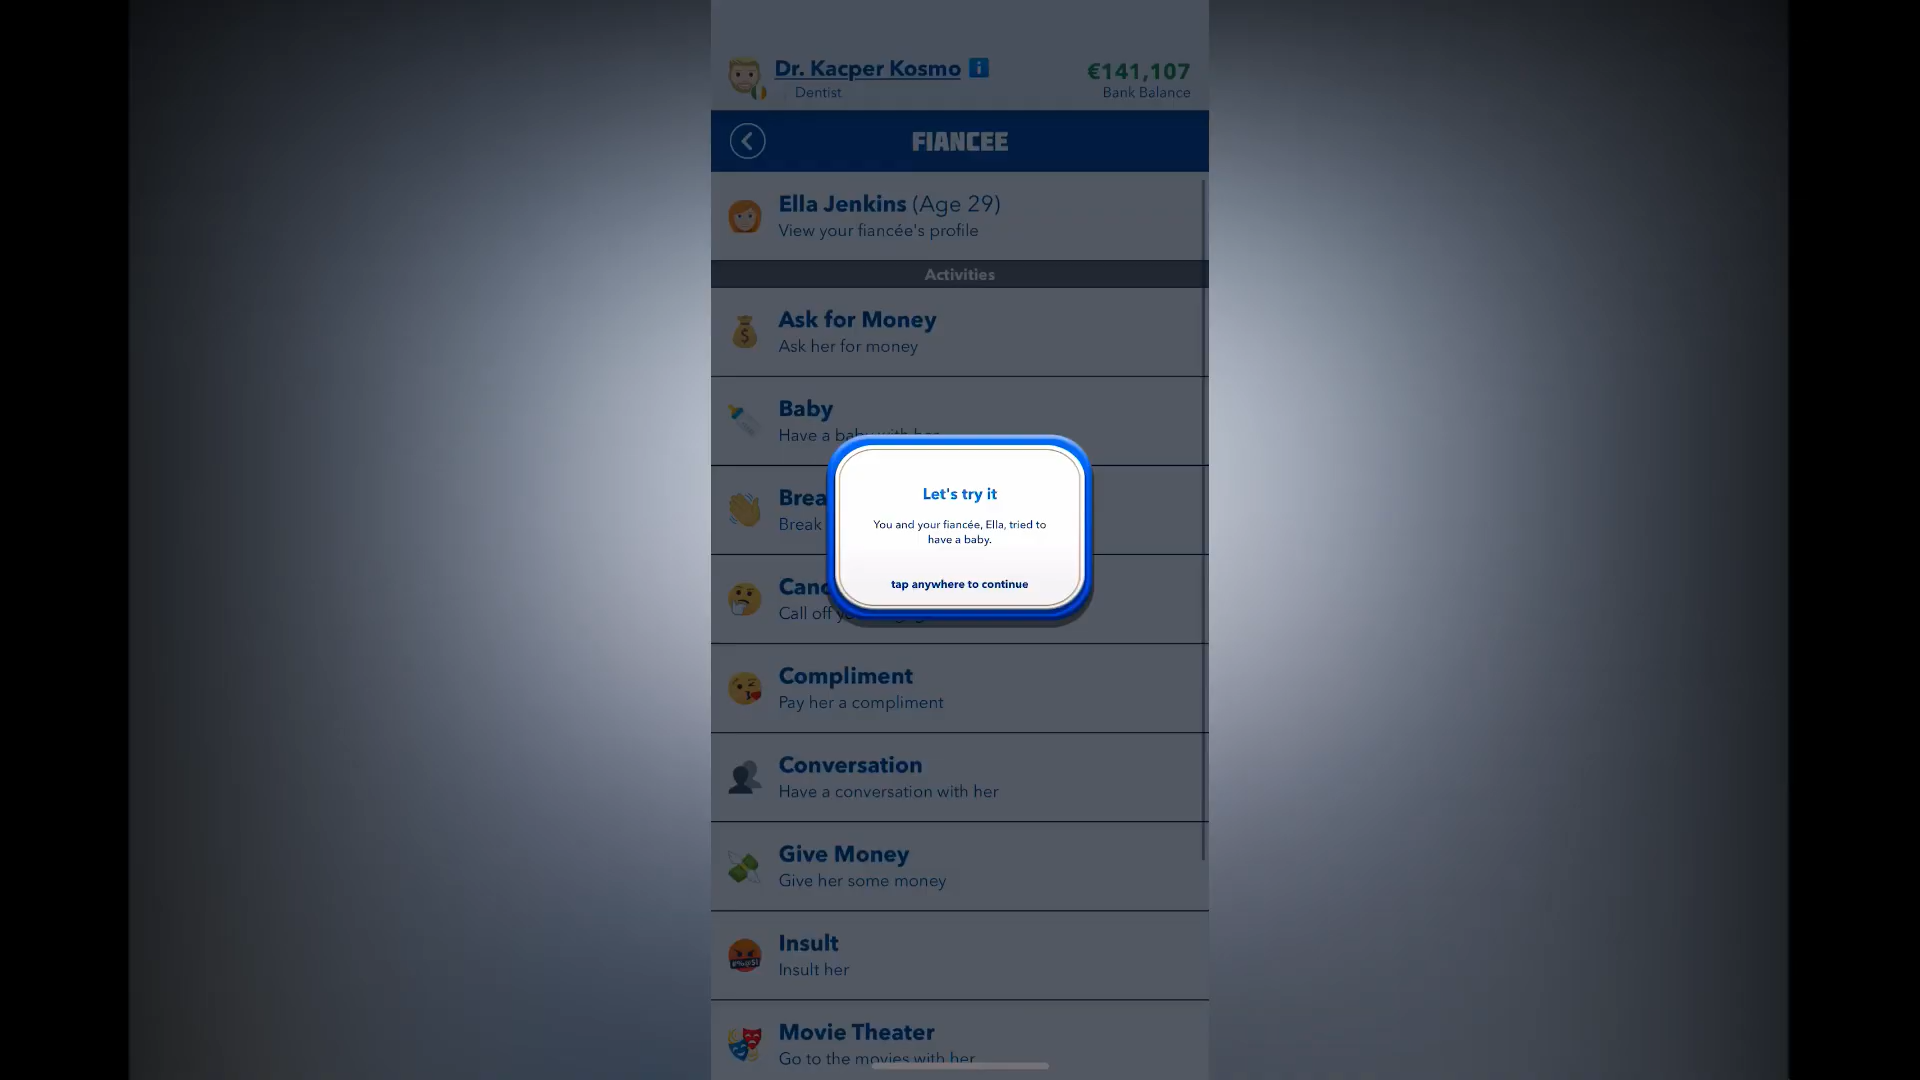 Dr. Kacper Kosmo
€141,107
Dentist
Bank Balance
FIANCEE
Ella Jenkins (Age 29)
View your fiancée's profile
Activities
Ask for Money
Ask her for money
Baby
Have a baby with her
Let's try it
You and your fiancée, Ella, tried to
have a baby.
tap anywhere to continue
Brea
Break
Canc
Call off
Compliment
Pay her a compliment
Conversation
Have a conversation with her
Give Money
Give her some money
Insult
Insult her
Movie Theater
Go to the movies with her